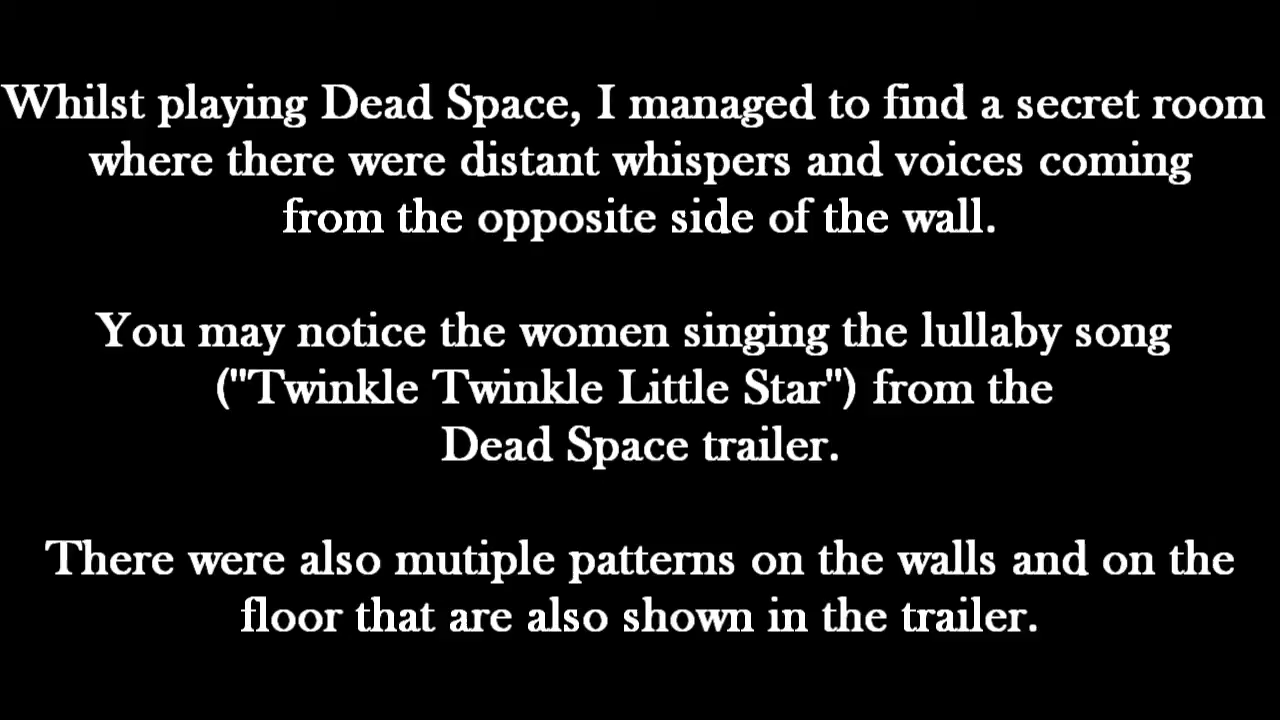 Whilst playing Dead Space, I managed to find a secret room
where there were distant whispers and voices coming
from the opposite side of the wall.
You may notice the women singing the lullaby song
("Twinkle Twinkle Little Star") from the
Dead Space trailer.
There were also mutiple patterns on the walls and on the
floor that are also shown in the trailer.